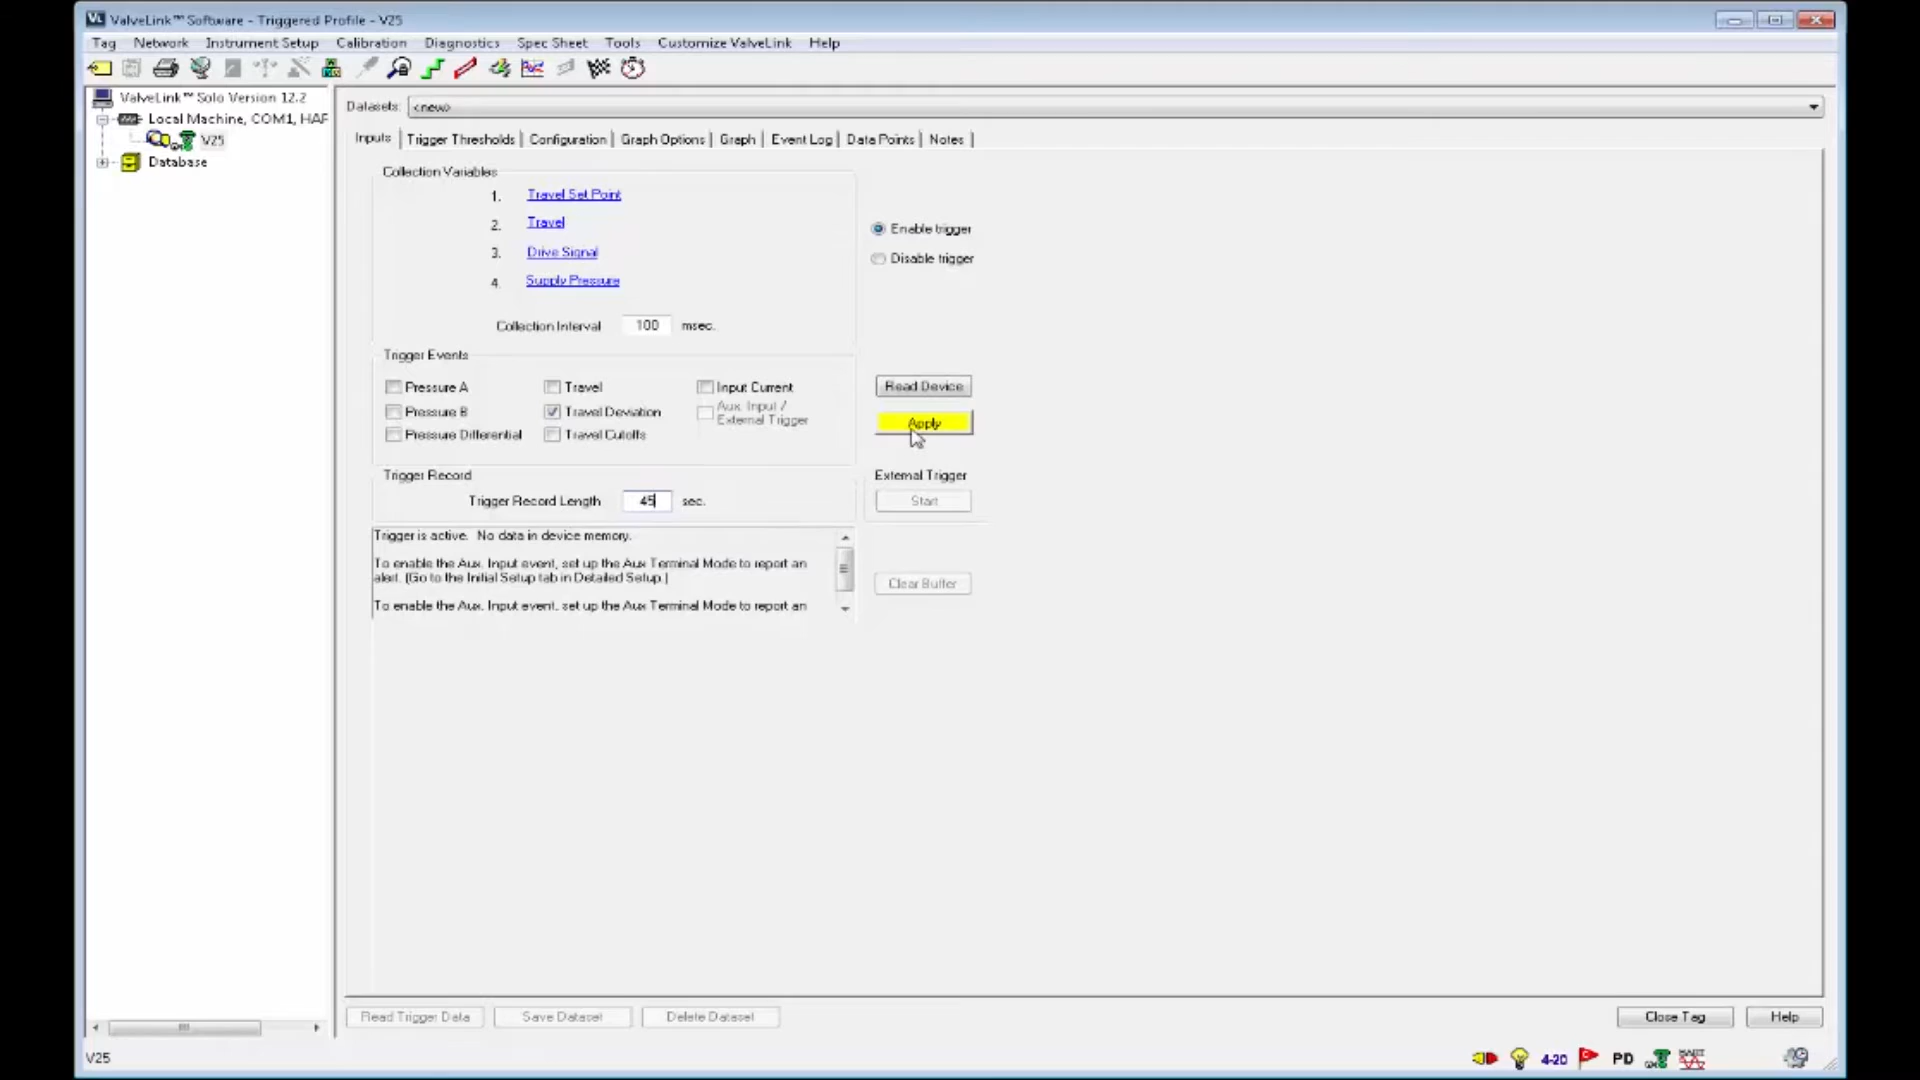 ValveLink™ Software - Triggered Profile - V25
Tag Network Instrument Setup Calibration Diagnostics Spec Sheet Tools Customize ValveLink Help
ValveLink™ Solo Version 12.2
Local Machine, COM1, HAR
V25
Database
Datasets: <new>
Inputs Trigger Thresholds Configuration Graph Options Graph Event Log Data Points Notes
Collection Variables
1. Travel Set Point
2. Travel
3. Drive Signal
4. Supply Pressure
Collection Interval 100 msec.
Enable trigger
Disable trigger
Trigger Events
Pressure A Travel Input Current
Pressure B Travel Deviation Aux. Input / External Trigger
Pressure Differential Travel Cutoffs
Read Device
Apply
Trigger Record
Trigger Record Length 45 sec.
External Trigger
Start
Trigger is active. No data in device memory.
To enable the Aux. Input event, set up the Aux Terminal Mode to report an
alert. (Go to the Initial Setup tab in Detailed Setup.)
To enable the Aux. Input event, set up the Aux Terminal Mode to report an
Clear Buffer
Read Trigger Data Save Dataset Delete Dataset Close Tag Help
V25
4-20 PD